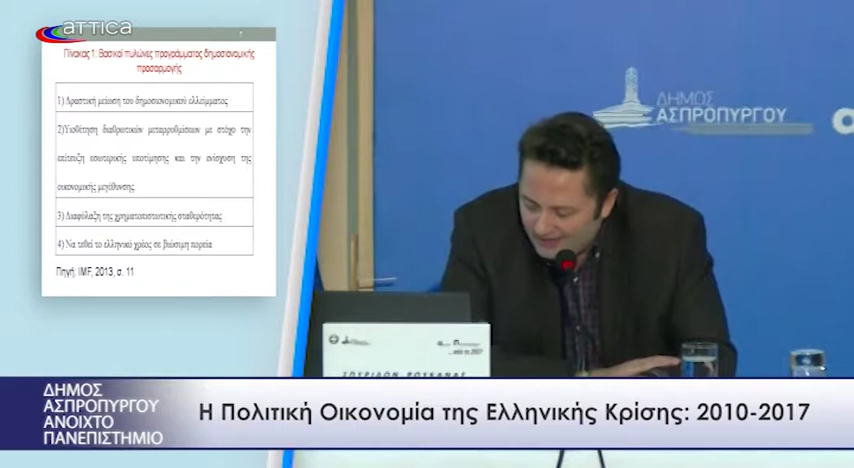 attica
Πίνακας 1: Βασικοί πυλώνες προγράμματος δημοσιονομικής
προσαρμογής
1) Δραστική μείωση του δημοσιονομικού ελλείμματος
2)Υιοθέτηση διαθρωτικών μεταρρυθμίσεων με στόχο την
επίτευξη εσωτερικής υποτίμησης και την ενίσχυση της
οικονομικής μεγέθυνσης
3) Διαφύλαξη της χρηματοπιστωτικής σταθερότητας
4) Να τεθεί το ελληνικό χρέος σε βιώσιμη πορεία
Πηγή: IMF, 2013, σ. 11
ΔΗΜΟΣ
ΑΣΠΡΟΠΥΡΓΟΥ
ΣΠΥΡΙΔΩΝ ΡΟΥΚΑΝΑΣ
ΔΗΜΟΣ
ΑΣΠΡΟΠΥΡΓΟΥ
ΑΝΟΙΧΤΟ
ΠΑΝΕΠΙΣΤΗΜΙΟ
Η Πολιτική Οικονομία της Ελληνικής Κρίσης: 2010-2017